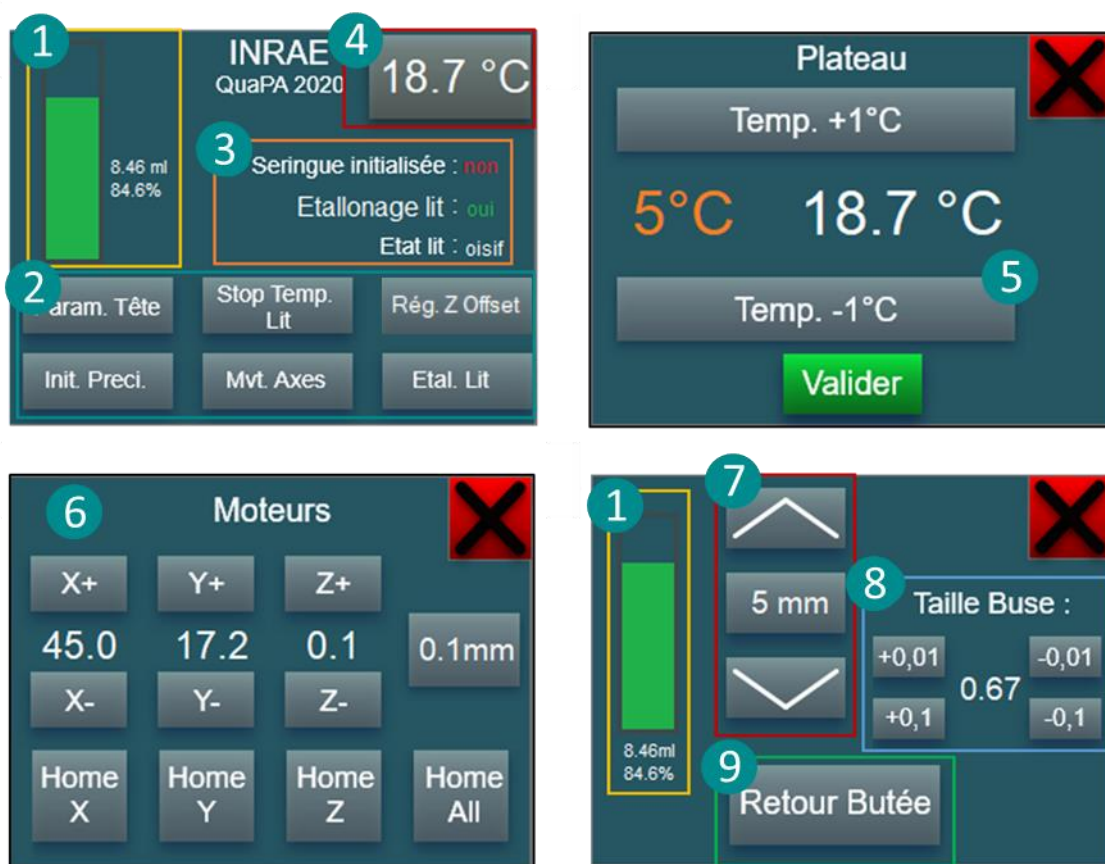 1
INRAE
QuaPA 2020
4
18.7 °C
8.46 ml
84.6%
3
Seringue initialisée : non
Etallonage lit : oui
Etat lit : oisif
2
aram. Tête
Stop Temp.
Lit
Rég. Z Offset
Init. Preci.
Mvt. Axes
Etal. Lit
Plateau
Temp. +1°C
5°C 18.7 °C
5
Temp. -1°C
Valider
6
Moteurs
X+ Y+ Z+
45.0 17.2 0.1 0.1mm
X- Y- Z-
Home
X
Home
Y
Home
Z
Home
All
1
8.46ml
84.6%
7
5 mm
8
Taille Buse :
+0,01 -0,01
0.67
+0,1 -0,1
9
Retour Butée